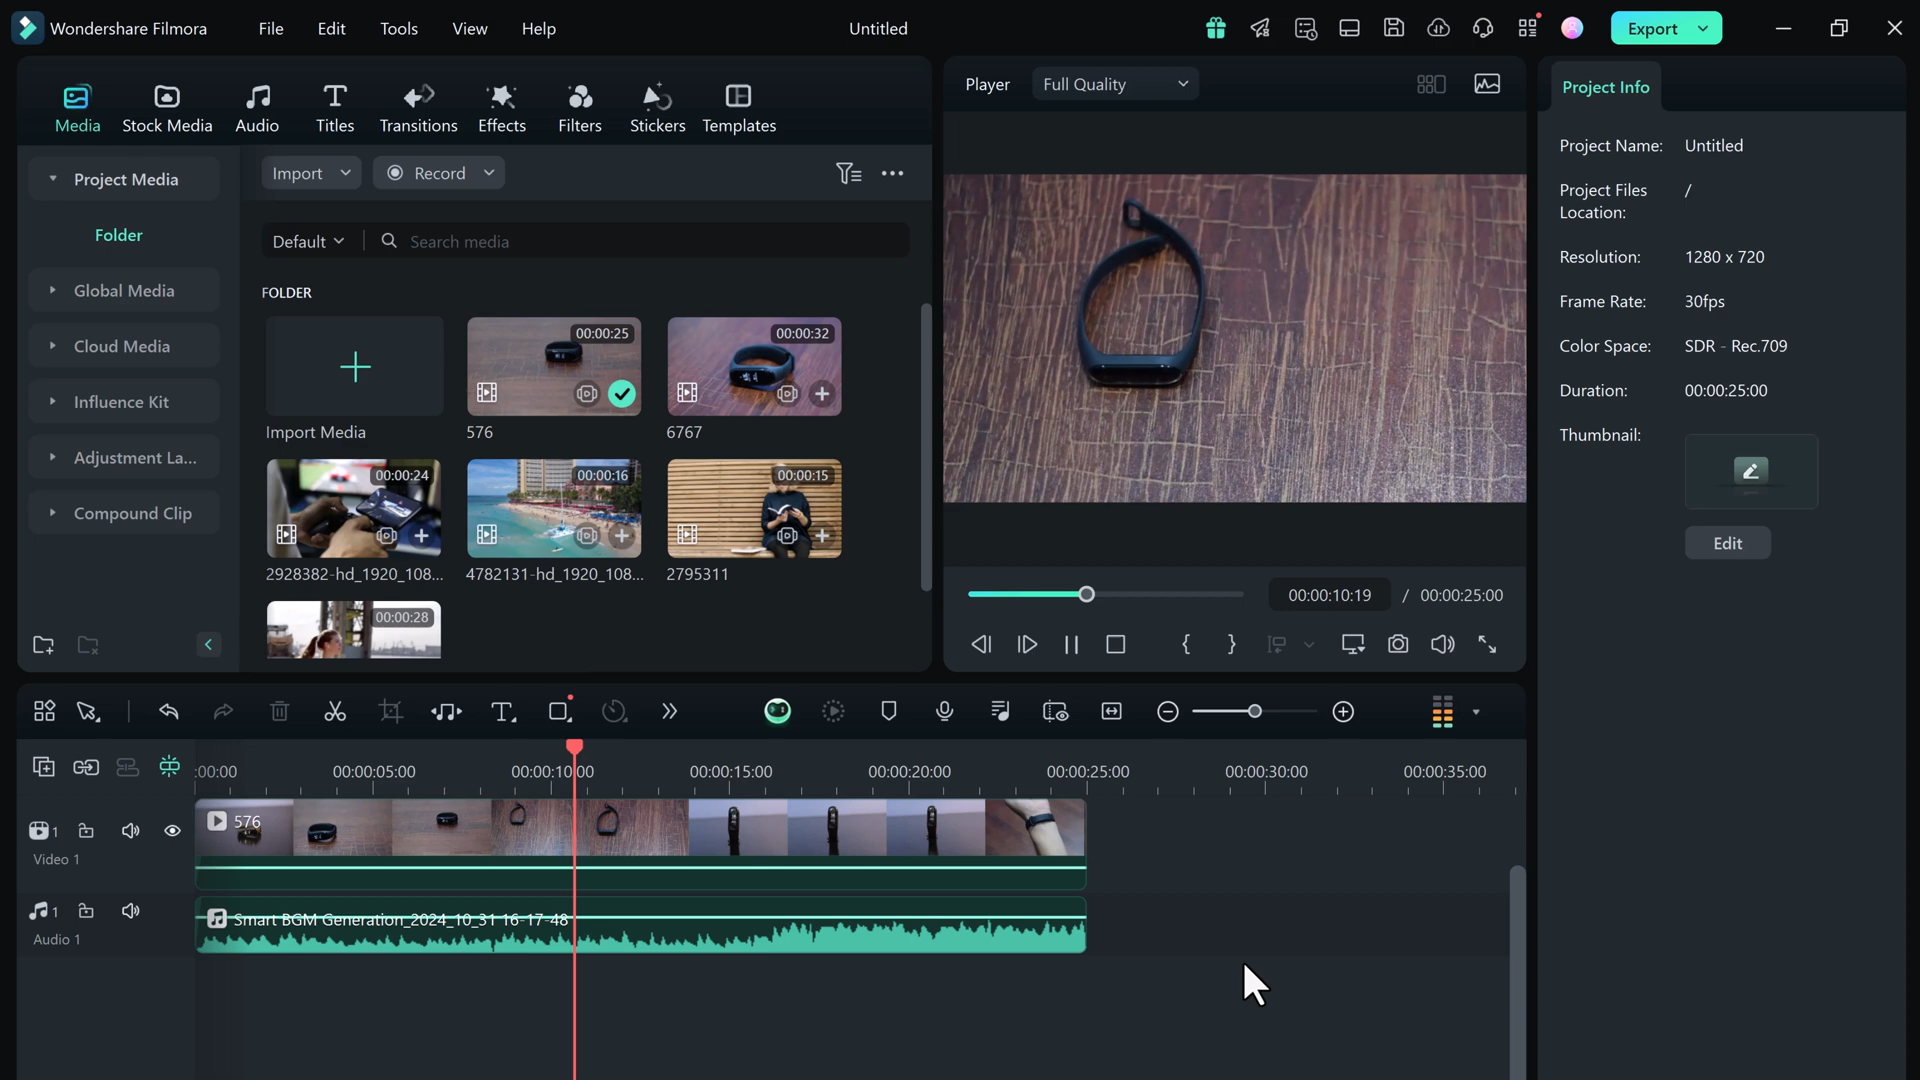 Wondershare Filmora File Edit Tools View Help Untitled Export
Media Stock Media Audio Titles Transitions Effects Filters Stickers Templates
Player Full Quality
Project Info
Project Media
Folder
Global Media
Cloud Media
Influence Kit
Adjustment La...
Compound Clip
Import Record
Default Search media
FOLDER
00:00:25 00:00:32
Import Media 576 6767
00:00:24 00:00:16 00:00:15
2928382-hd_1920_108... 4782131-hd_1920_108... 2795311
00:00:28
00:00:10:19 / 00:00:25:00
Project Name: Untitled
Project Files Location: /
Resolution: 1280 x 720
Frame Rate: 30fps
Color Space: SDR - Rec.709
Duration: 00:00:25:00
Thumbnail:
Edit
:00:00 00:00:05:00 00:00:10:00 00:00:15:00 00:00:20:00 00:00:25:00 00:00:30:00 00:00:35:00
1
Video 1
576
1
Audio 1
Smart BGM Generation_2024_10_31 16-17-48